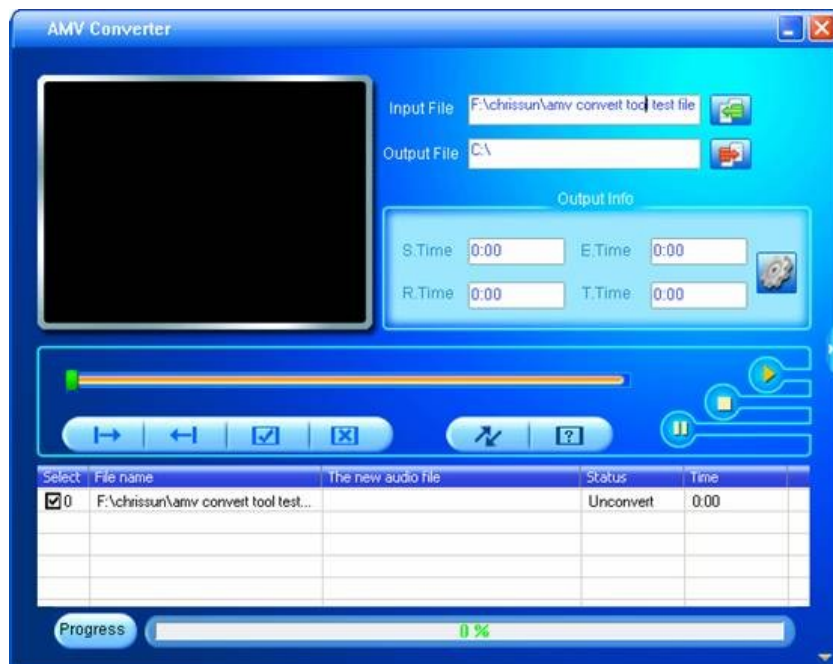 AMV Converter
Input File F:\chrissun\amv convert tool test file
Output File C:\
Output Info
S.Time 0:00 E.Time 0:00
R.Time 0:00 T.Time 0:00
Select File name The new audio file Status Time
0 F:\chrissun\amv convert tool test... Unconvert 0:00
Progress 0 %